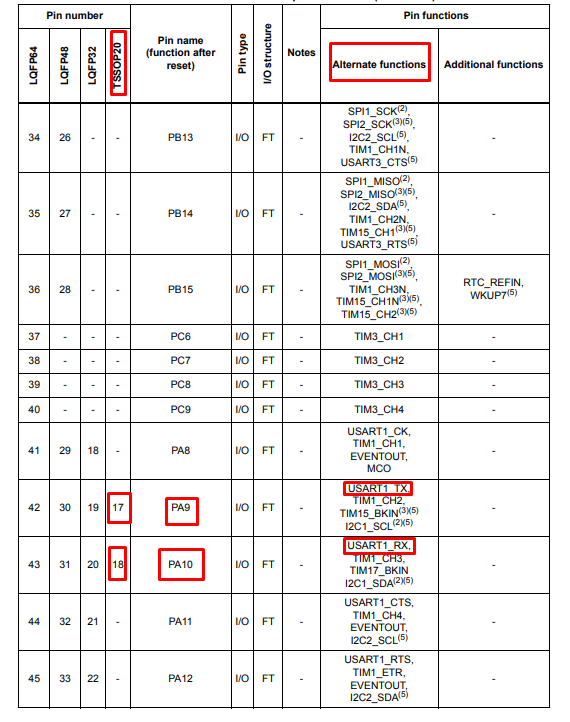 Pin number
Pin functions
LQFP64
LQFP48
LQFP32
TSSOP20
Pin name
(function after
reset)
Pin type
I/O structure
Notes
Alternate functions
Additional functions
34 26 - - PB13 I/O FT - SPI1_SCK(2), -
SPI2_SCK(3)(5)
I2C2_SCL(5),
TIM1_CH1N,
USART3_CTS(5)
35 27 - - PB14 I/O FT - SPI1_MISO(2), -
SPI2_MISO(3)(5),
I2C2_SDA(5),
TIM1_CH2N,
TIM15_CH1(3)(5),
USART3_RTS(5)
36 28 - - PB15 I/O FT - SPI1_MOSI(2), RTC_REFIN,
SPI2_MOSI(3)(5), WKUP7(5)
TIM1_CH3N,
TIM15_CH1N(3)(5),
TIM15_CH2(3)(5)
37 - - - PC6 I/O FT - TIM3_CH1 -
38 - - - PC7 I/O FT - TIM3_CH2 -
39 - - - PC8 I/O FT - TIM3_CH3 -
40 - - - PC9 I/O FT - TIM3_CH4 -
41 29 18 - PA8 I/O FT - USART1_CK, -
TIM1_CH1,
EVENTOUT,
MCO
42 30 19 17 PA9 I/O FT - USART1_TX, -
TIM1_CH2,
TIM15_BKIN(3)(5)
I2C1_SCL(2)(5)
43 31 20 18 PA10 I/O FT - USART1_RX, -
TIM1_CH3,
TIM17_BKIN
I2C1_SDA(2)(5)
44 32 21 - PA11 I/O FT - USART1_CTS, -
TIM1_CH4,
EVENTOUT,
I2C2_SCL(5)
45 33 22 - PA12 I/O FT - USART1_RTS, -
TIM1_ETR,
EVENTOUT,
I2C2_SDA(5)